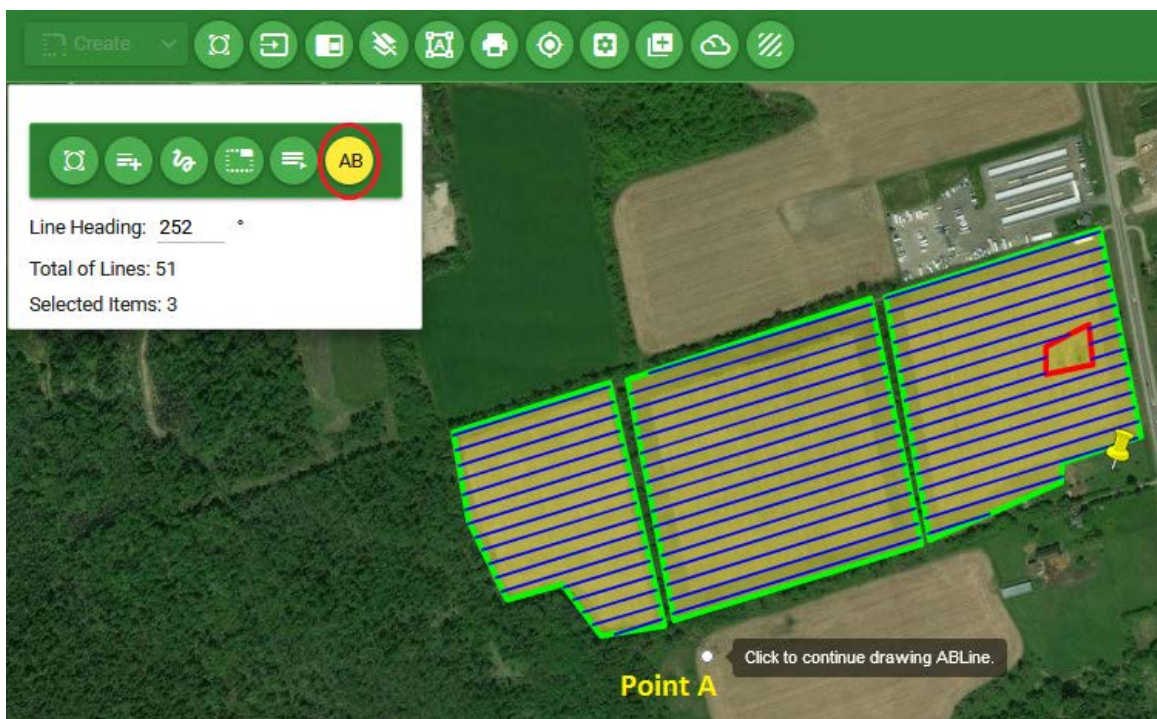 Create
A
AB
Line Heading: 252 °
Total of Lines: 51
Selected Items: 3
Click to continue drawing ABLine.
Point A